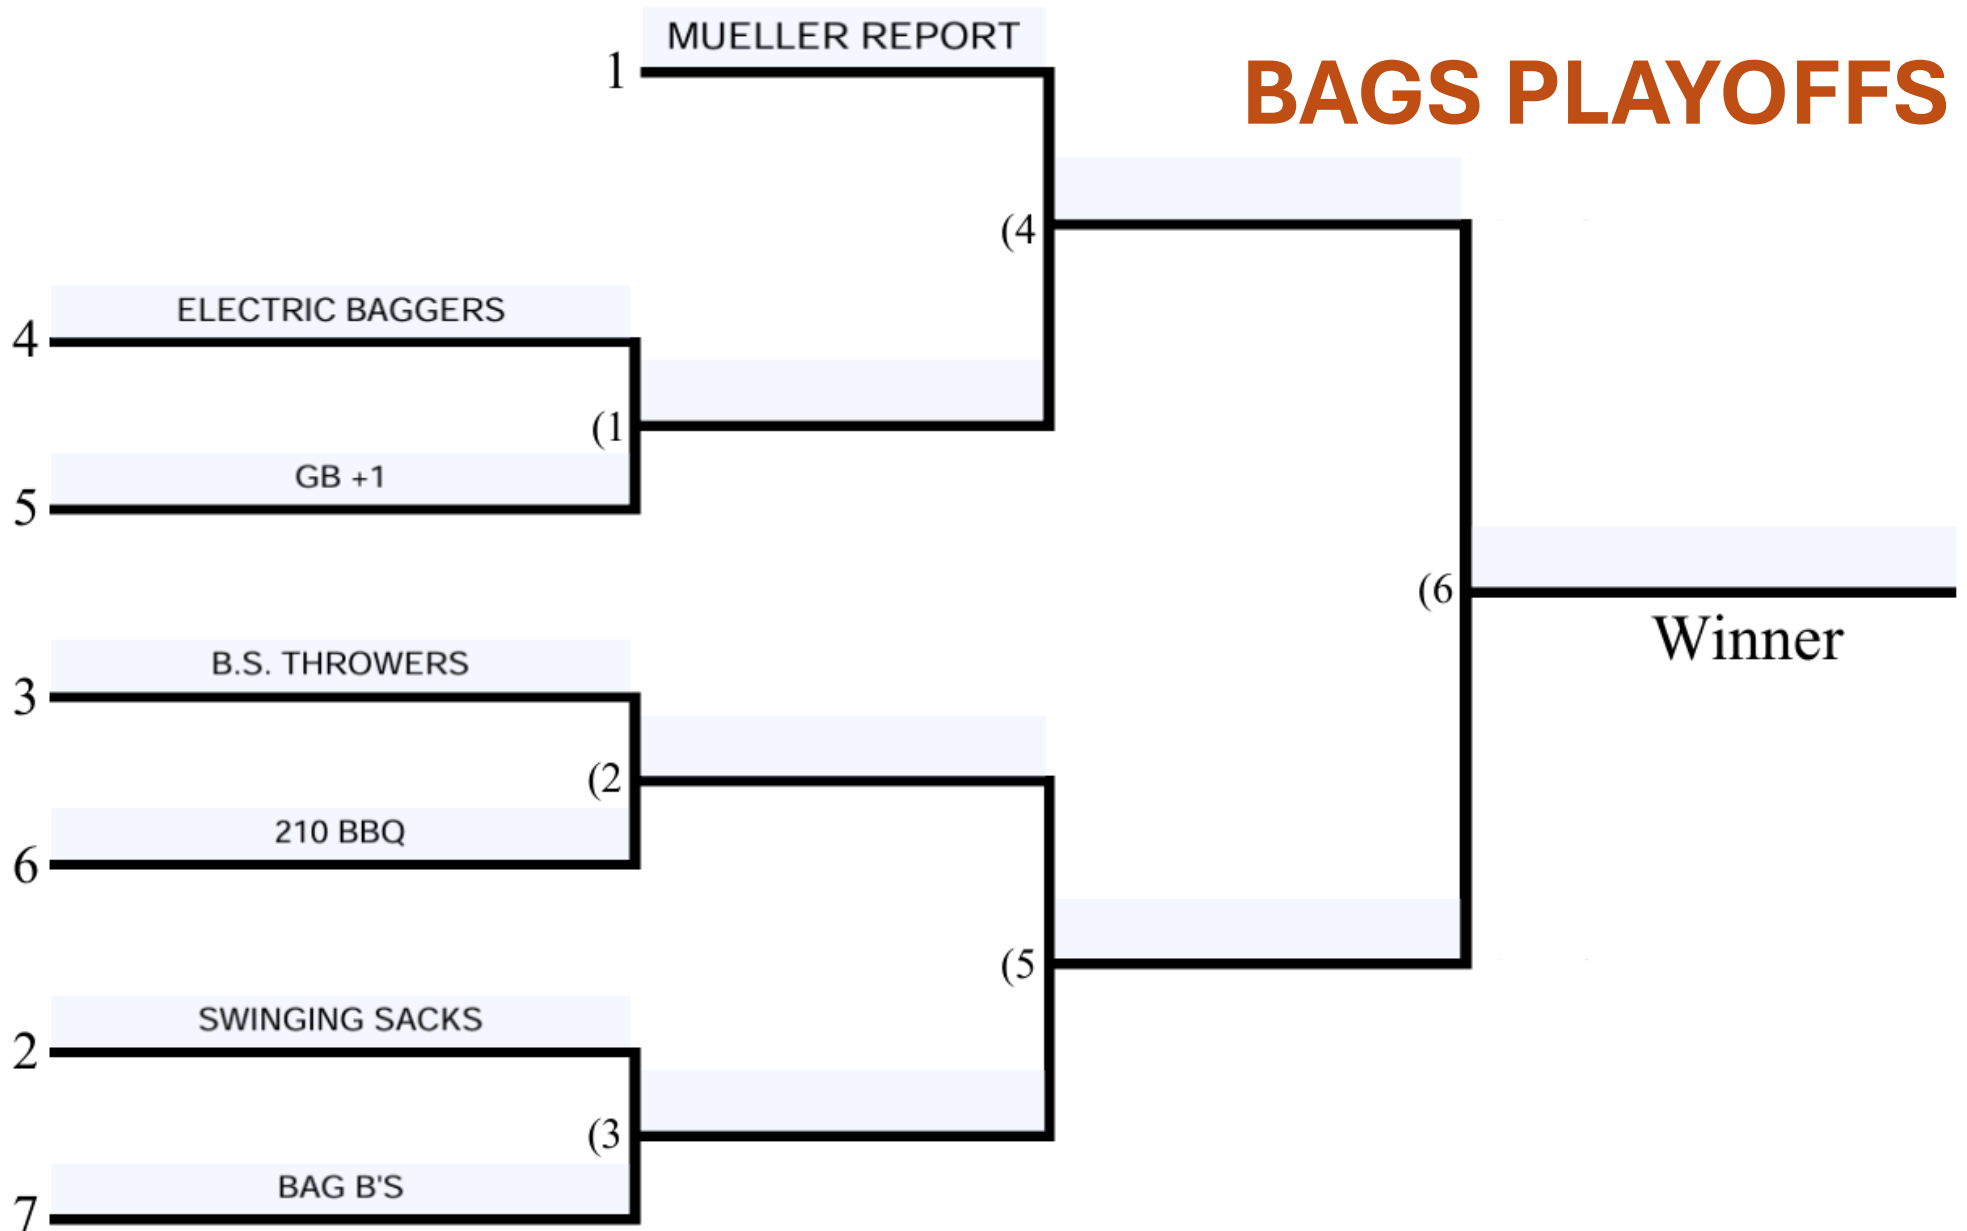 MUELLER REPORT
1
BAGS PLAYOFFS
(4
ELECTRIC BAGGERS
4
(1
GB +1
5
(6
Winner
B.S. THROWERS
3
(2
210 BBQ
6
(5
SWINGING SACKS
2
(3
BAG B'S
7